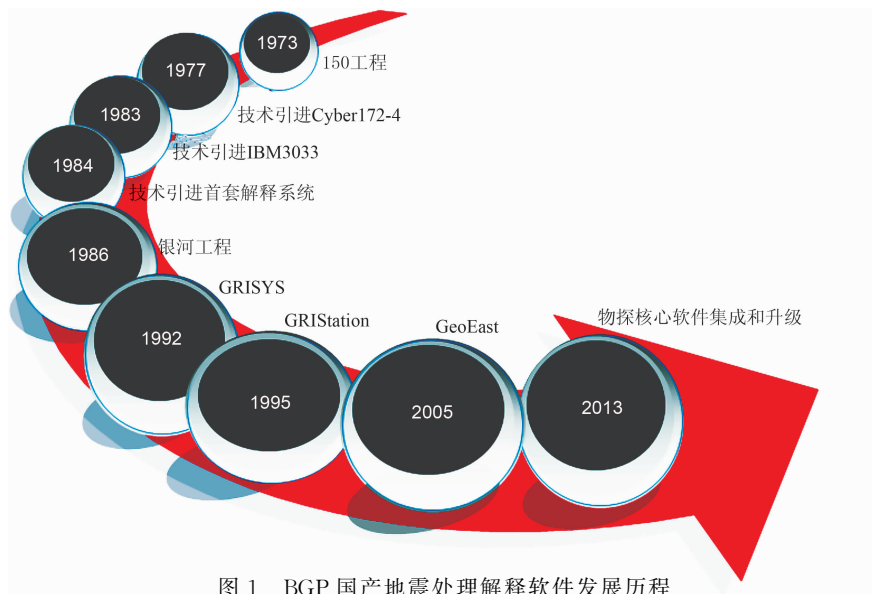 1973
150工程
1977
技术引进Cyber172-4
1983
技术引进IBM3033
1984
技术引进首套解释系统
1986
银河工程
1992
GRISYS
1995
GRIStation
2005
GeoEast
2013
物探核心软件集成和升级
图 1 BGP 国产地震处理解释软件发展历程